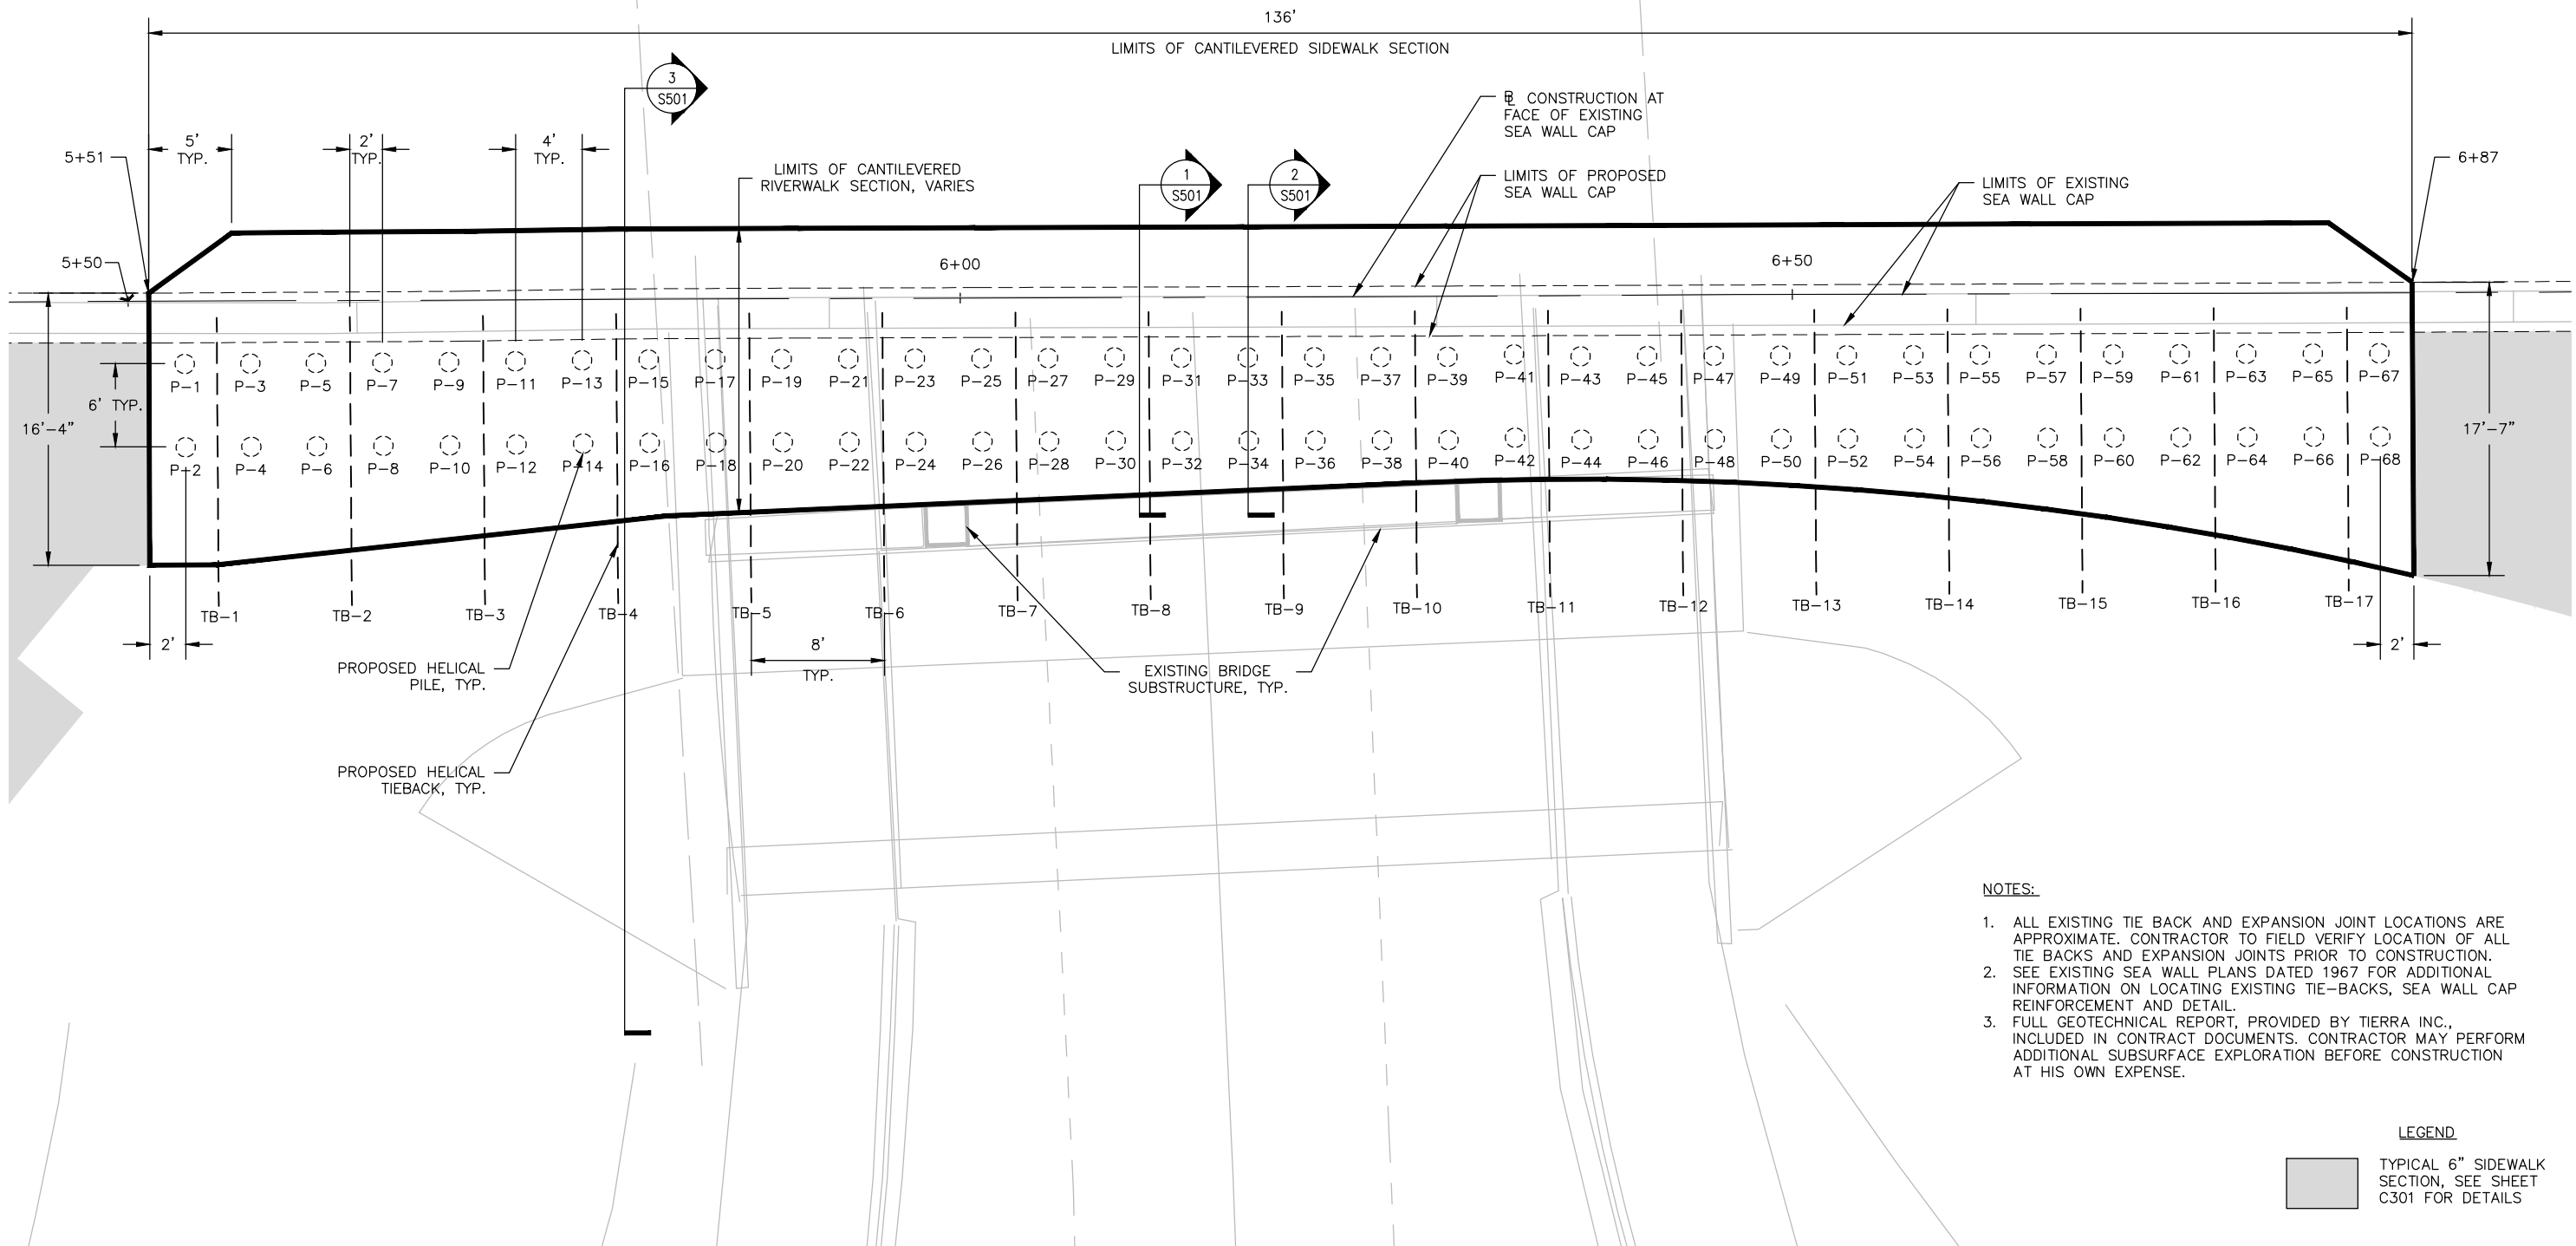 136'
LIMITS OF CANTILEVERED SIDEWALK SECTION
3
S501
5'
TYP.
2'
TYP.
4'
TYP.
5+51
LIMITS OF CANTILEVERED
RIVERWALK SECTION, VARIES
1
S501
2
S501
BL CONSTRUCTION AT
FACE OF EXISTING
SEA WALL CAP
LIMITS OF PROPOSED
SEA WALL CAP
LIMITS OF EXISTING
SEA WALL CAP
6+87
5+50
6+00
6+50
P-1 P-3 P-5 P-7 P-9 P-11 P-13 P-15 P-17 P-19 P-21 P-23 P-25 P-27 P-29 P-31 P-33 P-35 P-37 P-39 P-41 P-43 P-45 P-47 P-49 P-51 P-53 P-55 P-57 P-59 P-61 P-63 P-65 P-67
6' TYP.
16'-4"
17'-7"
P-2 P-4 P-6 P-8 P-10 P-12 P-14 P-16 P-18 P-20 P-22 P-24 P-26 P-28 P-30 P-32 P-34 P-36 P-38 P-40 P-42 P-44 P-46 P-48 P-50 P-52 P-54 P-56 P-58 P-60 P-62 P-64 P-66 P-68
TB-1 TB-2 TB-3 TB-4 TB-5 TB-6 TB-7 TB-8 TB-9 TB-10 TB-11 TB-12 TB-13 TB-14 TB-15 TB-16 TB-17
2'
8'
TYP.
2'
PROPOSED HELICAL
PILE, TYP.
EXISTING BRIDGE
SUBSTRUCTURE, TYP.
PROPOSED HELICAL
TIEBACK, TYP.
NOTES:
1. ALL EXISTING TIE BACK AND EXPANSION JOINT LOCATIONS ARE
APPROXIMATE. CONTRACTOR TO FIELD VERIFY LOCATION OF ALL
TIE BACKS AND EXPANSION JOINTS PRIOR TO CONSTRUCTION.
2. SEE EXISTING SEA WALL PLANS DATED 1967 FOR ADDITIONAL
INFORMATION ON LOCATING EXISTING TIE-BACKS, SEA WALL CAP
REINFORCEMENT AND DETAIL.
3. FULL GEOTECHNICAL REPORT, PROVIDED BY TIERRA INC.,
INCLUDED IN CONTRACT DOCUMENTS. CONTRACTOR MAY PERFORM
ADDITIONAL SUBSURFACE EXPLORATION BEFORE CONSTRUCTION
AT HIS OWN EXPENSE.
LEGEND
TYPICAL 6" SIDEWALK
SECTION, SEE SHEET
C301 FOR DETAILS